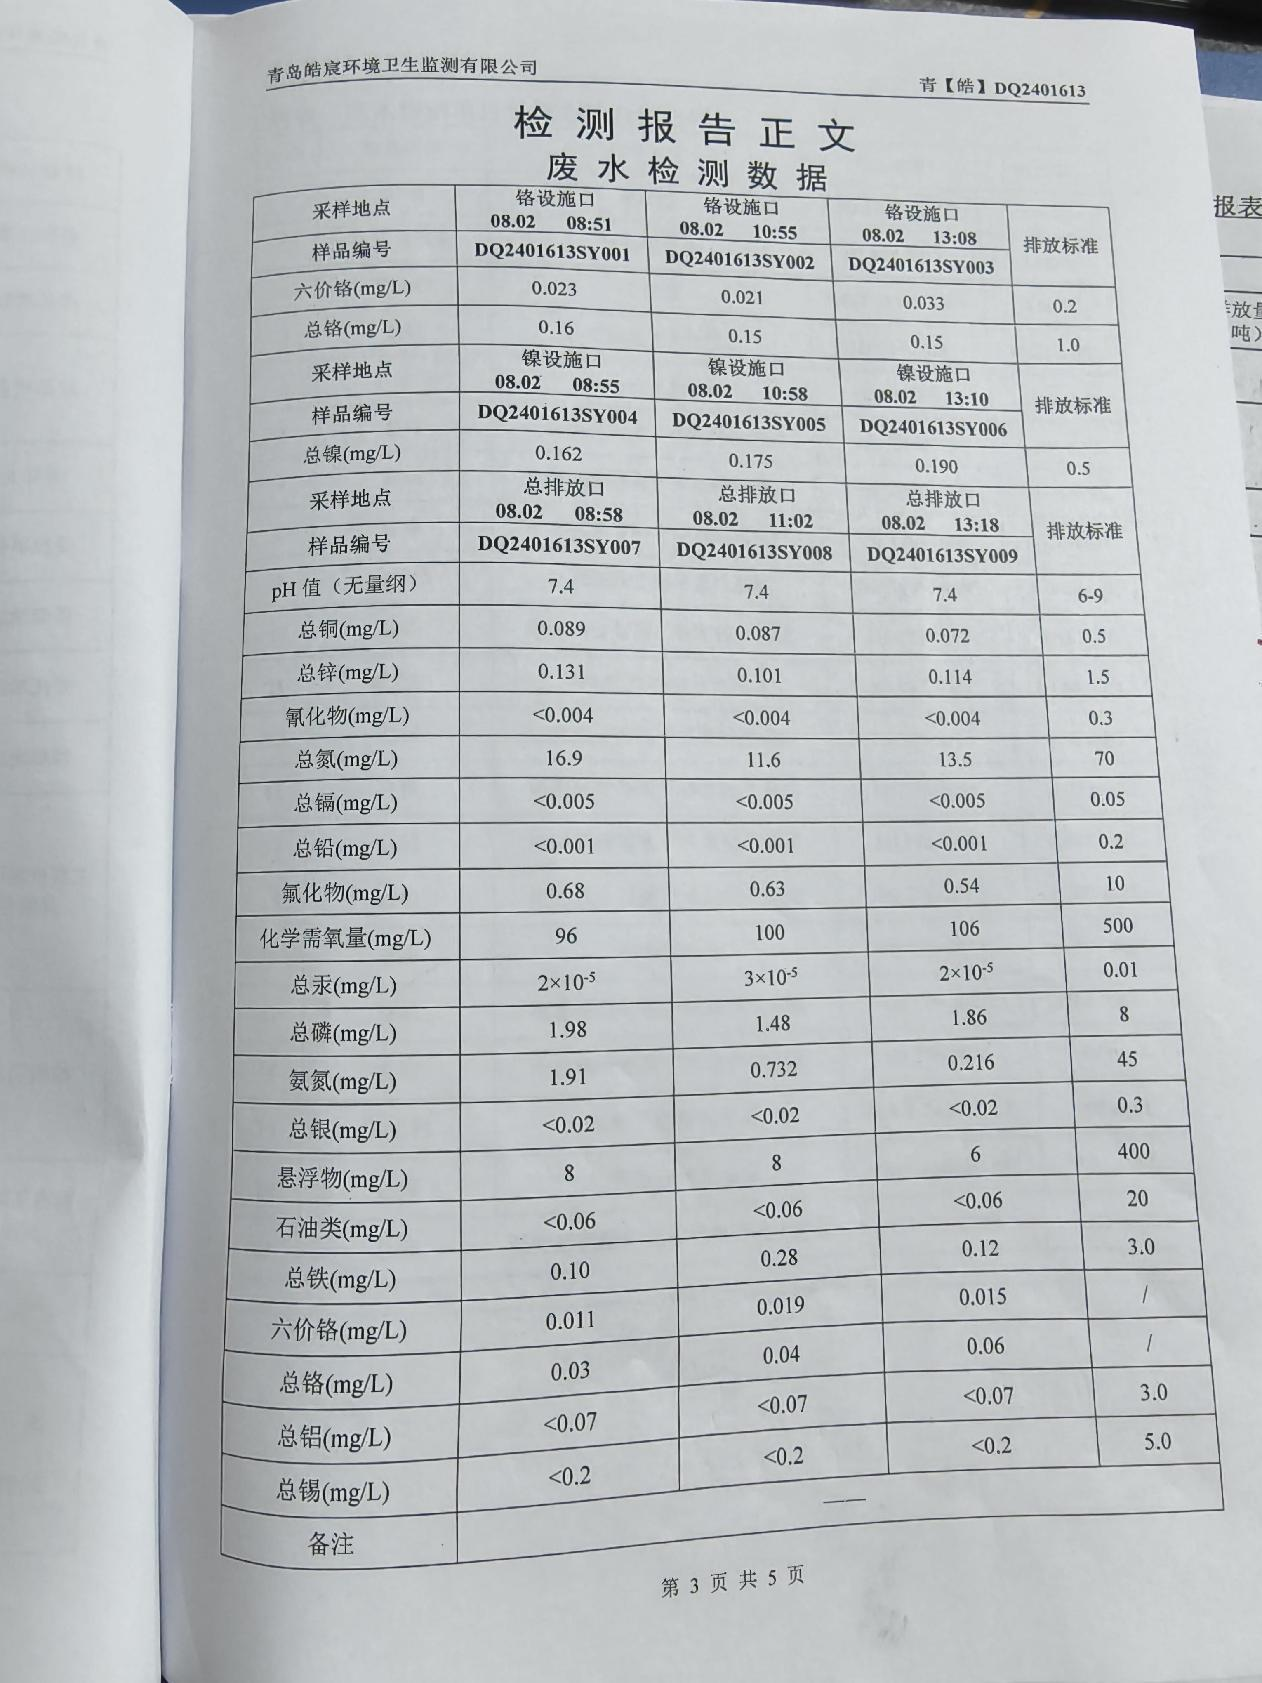 青岛皓宸环境卫生监测有限公司
青【皓】DQ2401613
检测报告正文
废水检测数据
采样地点 铬设施口 08.02 08:51 铬设施口 08.02 10:55 铬设施口 08.02 13:08 排放标准
样品编号 DQ2401613SY001 DQ2401613SY002 DQ2401613SY003
六价铬(mg/L) 0.023 0.021 0.033 0.2
总铬(mg/L) 0.16 0.15 0.15 1.0
采样地点 镍设施口 08.02 08:55 镍设施口 08.02 10:58 镍设施口 08.02 13:10 排放标准
样品编号 DQ2401613SY004 DQ2401613SY005 DQ2401613SY006
总镍(mg/L) 0.162 0.175 0.190 0.5
采样地点 总排放口 08.02 08:58 总排放口 08.02 11:02 总排放口 08.02 13:18 排放标准
样品编号 DQ2401613SY007 DQ2401613SY008 DQ2401613SY009
pH 值（无量纲） 7.4 7.4 7.4 6-9
总铜(mg/L) 0.089 0.087 0.072 0.5
总锌(mg/L) 0.131 0.101 0.114 1.5
氰化物(mg/L) <0.004 <0.004 <0.004 0.3
总氮(mg/L) 16.9 11.6 13.5 70
总镉(mg/L) <0.005 <0.005 <0.005 0.05
总铅(mg/L) <0.001 <0.001 <0.001 0.2
氟化物(mg/L) 0.68 0.63 0.54 10
化学需氧量(mg/L) 96 100 106 500
总汞(mg/L) 2×10⁻⁵ 3×10⁻⁵ 2×10⁻⁵ 0.01
总磷(mg/L) 1.98 1.48 1.86 8
氨氮(mg/L) 1.91 0.732 0.216 45
总银(mg/L) <0.02 <0.02 <0.02 0.3
悬浮物(mg/L) 8 8 6 400
石油类(mg/L) <0.06 <0.06 <0.06 20
总铁(mg/L) 0.10 0.28 0.12 3.0
六价铬(mg/L) 0.011 0.019 0.015 /
总铬(mg/L) 0.03 0.04 0.06 /
总铝(mg/L) <0.07 <0.07 <0.07 3.0
总锡(mg/L) <0.2 <0.2 <0.2 5.0
备注 ——
第 3 页 共 5 页
报表
放量
吨）